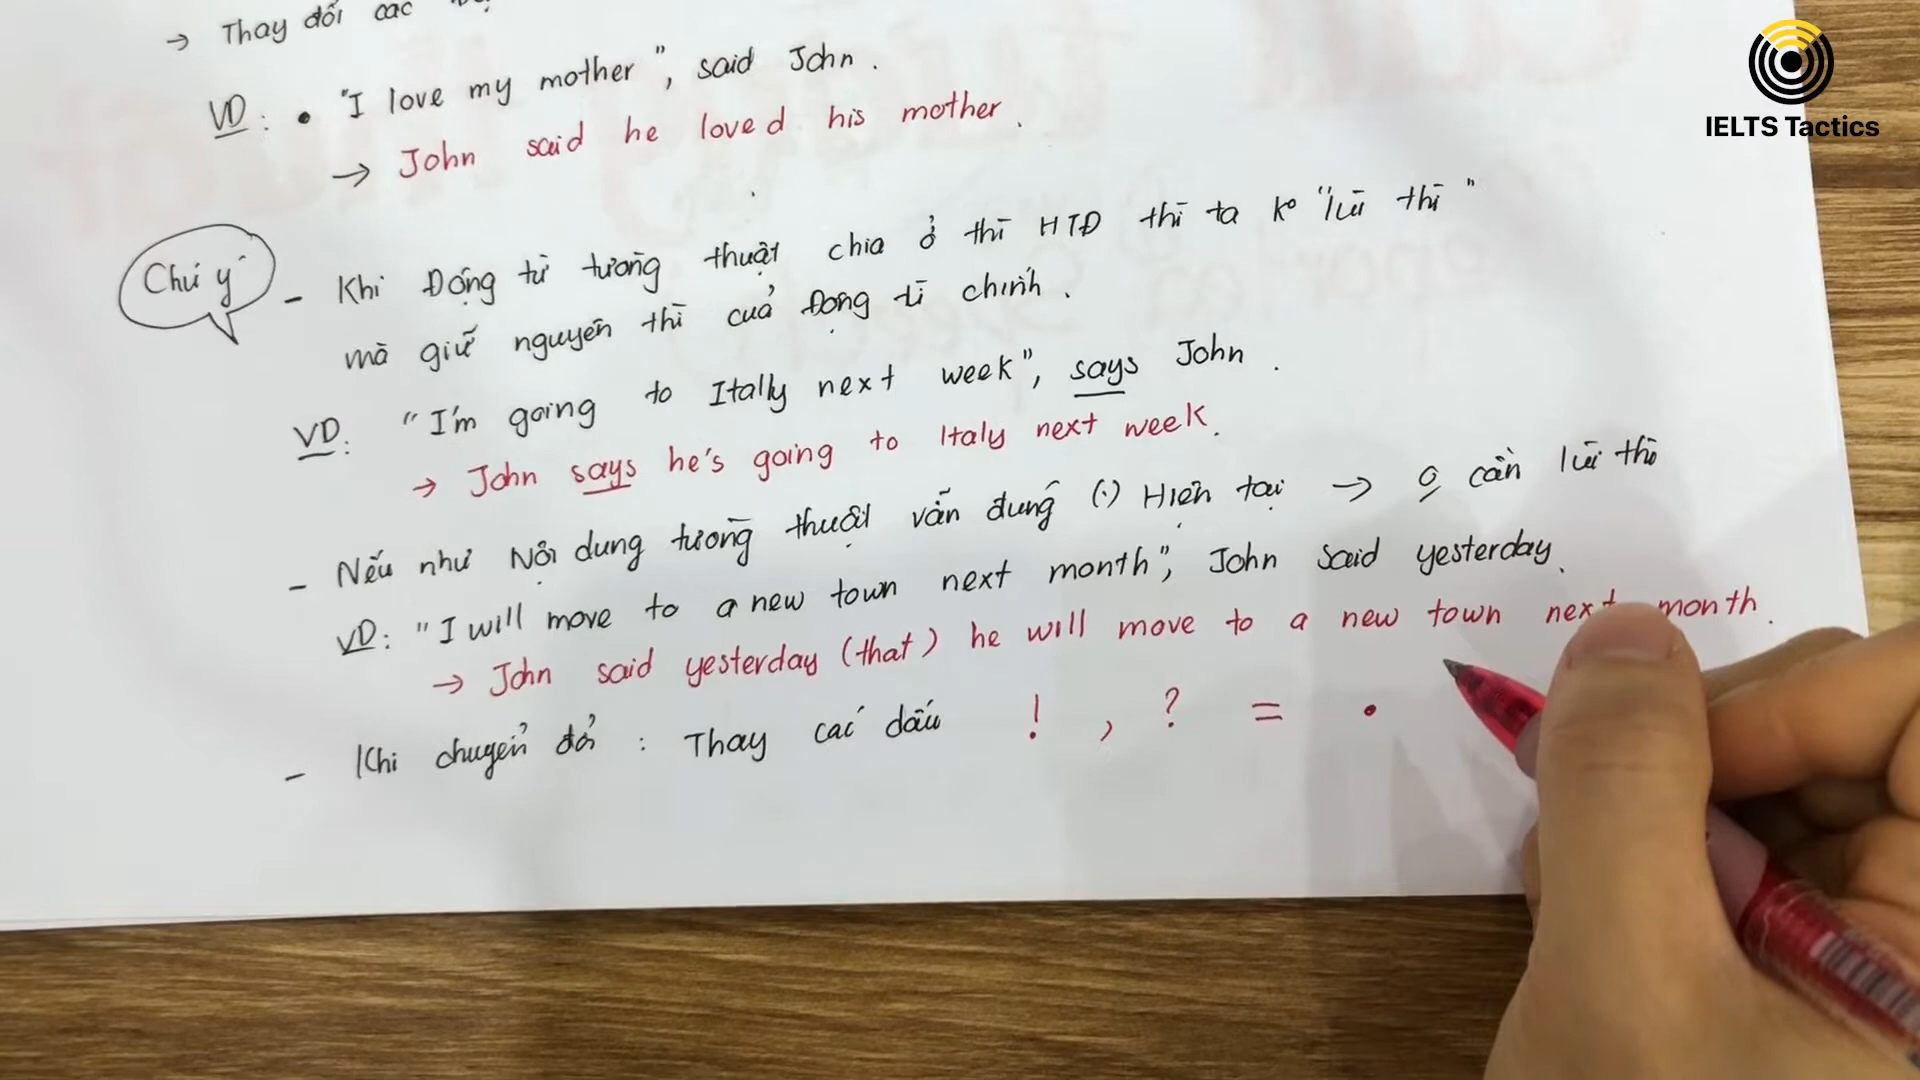 → Thay đổi các
VD: • "I love my mother", said John.
→ John said he loved his mother.
Chú ý
- Khi Động từ tường thuật chia ở thì HTĐ thì ta ko "lùi thì"
mà giữ nguyên thì của Động từ chính.
VD: "I'm going to Itally next week", says John.
→ John says he's going to Italy next week.
- Nếu như Nội dung tường thuật vẫn đúng (.) Hiện tại → cần lùi thì
VD: "I will move to a new town next month", John said yesterday.
→ John said yesterday (that) he will move to a new town next month.
- Khi chuyển đổi : Thay các dấu ! , ? = .
IELTS Tactics